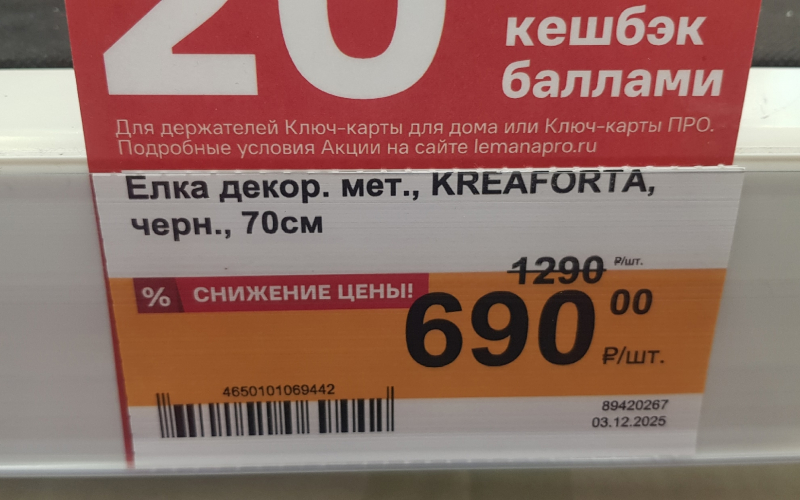 20 кешбэк
баллами
Для держателей Ключ-карты для дома или Ключ-карты ПРО.
Подробные условия Акции на сайте lemanapro.ru
Елка декор. мет., KREAFORTA,
черн., 70см
1290 ₽/шт.
% СНИЖЕНИЕ ЦЕНЫ!
690 00
₽/шт.
4650101069442
89420267
03.12.2025